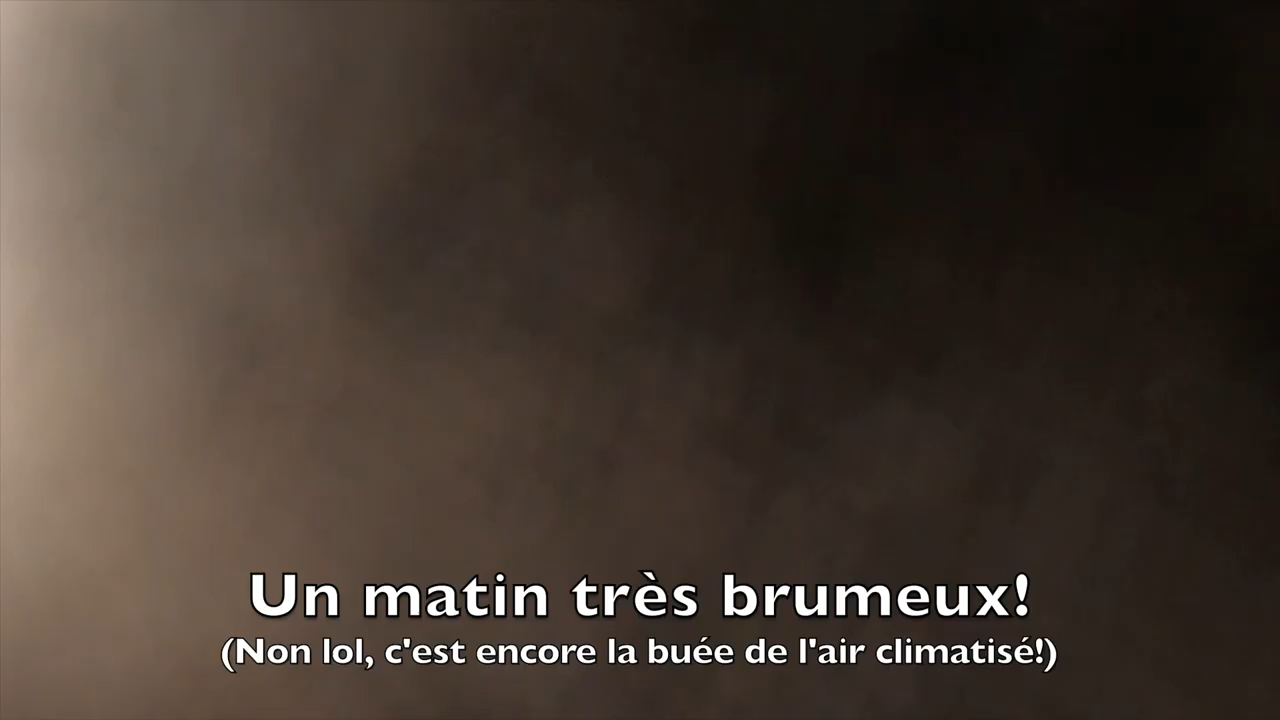 Un matin très brumeux!
(Non lol, c'est encore la buée de l'air climatisé!)